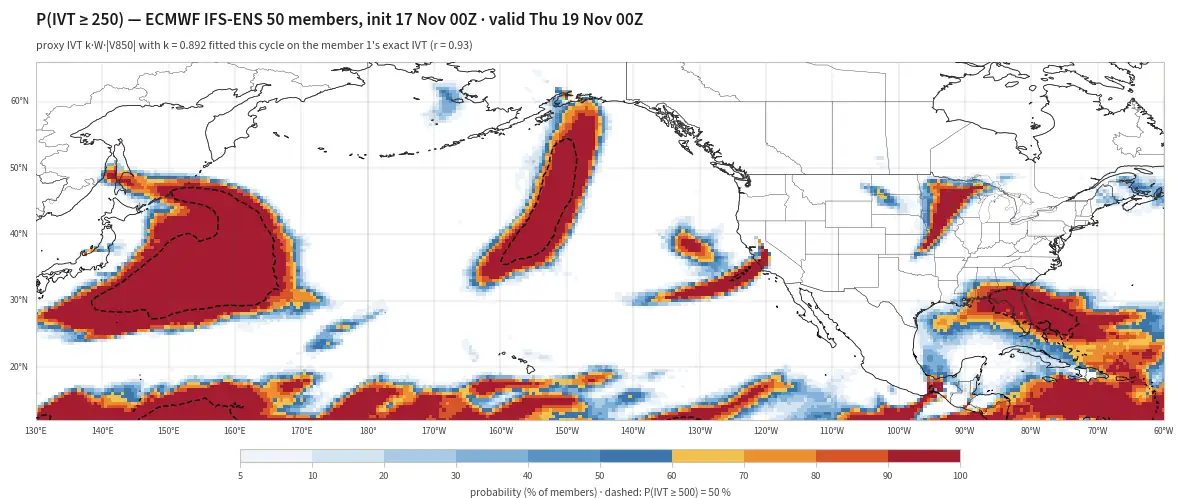 P(IVT ≥ 250) — ECMWF IFS-ENS 50 members, init 17 Nov 00Z · valid Thu 19 Nov 00Z
proxy IVT k·W·|V850| with k = 0.892 fitted this cycle on the member 1's exact IVT (r = 0.93)
60°N
50°N
40°N
30°N
20°N
130°E 140°E 150°E 160°E 170°E 180° 170°W 160°W 150°W 140°W 130°W 120°W 110°W 100°W 90°W 80°W 70°W 60°W
5 10 20 30 40 50 60 70 80 90 100
probability (% of members) · dashed: P(IVT ≥ 500) = 50 %